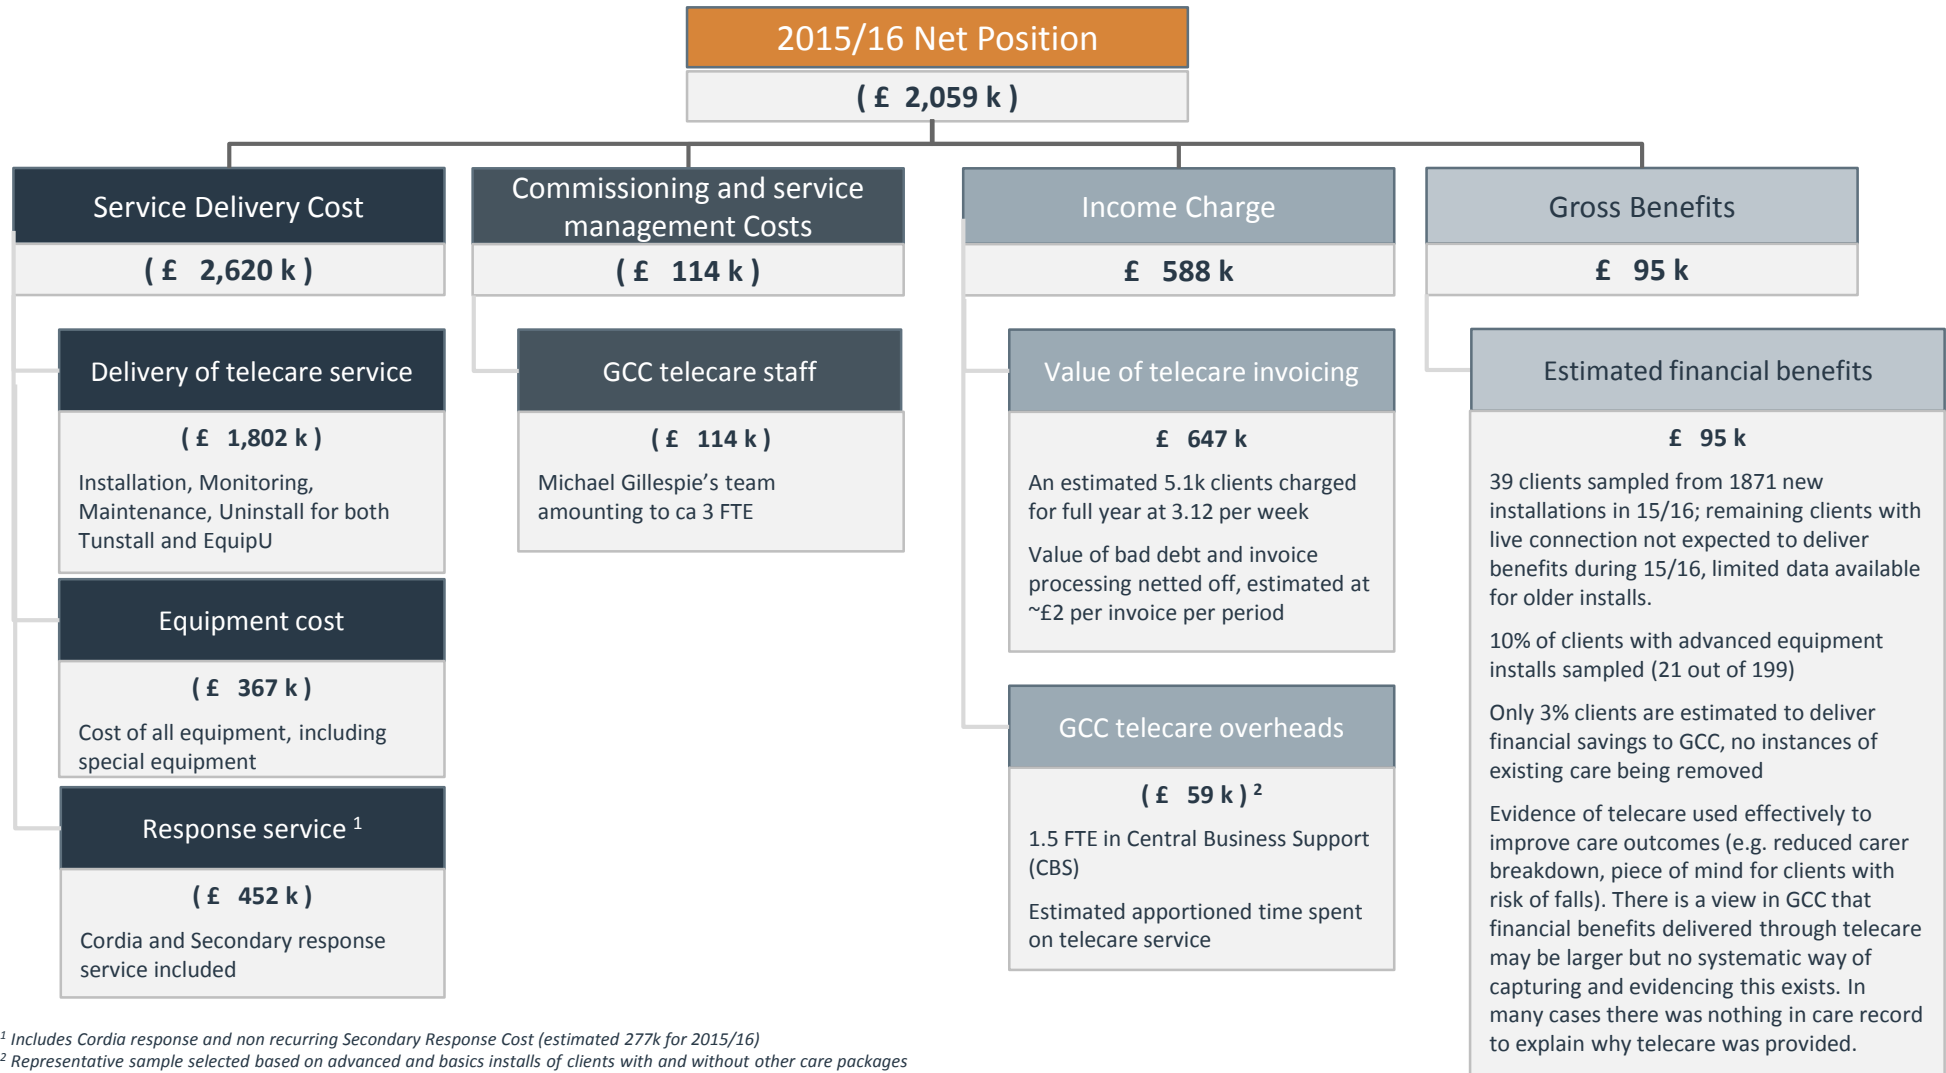 2015/16 Net Position
( £ 2,059 k )
Service Delivery Cost
( £ 2,620 k )
Delivery of telecare service
( £ 1,802 k )
Installation, Monitoring,
Maintenance, Uninstall for both
Tunstall and EquipU
Equipment cost
( £ 367 k )
Cost of all equipment, including
special equipment
Response service ¹
( £ 452 k )
Cordia and Secondary response
service included
Commissioning and service
management Costs
( £ 114 k )
GCC telecare staff
( £ 114 k )
Michael Gillespie’s team
amounting to ca 3 FTE
Income Charge
£ 588 k
Value of telecare invoicing
£ 647 k
An estimated 5.1k clients charged
for full year at 3.12 per week
Value of bad debt and invoice
processing netted off, estimated at
~£2 per invoice per period
GCC telecare overheads
( £ 59 k ) ²
1.5 FTE in Central Business Support
(CBS)
Estimated apportioned time spent
on telecare service
Gross Benefits
£ 95 k
Estimated financial benefits
£ 95 k
39 clients sampled from 1871 new
installations in 15/16; remaining clients with
live connection not expected to deliver
benefits during 15/16, limited data available
for older installs.
10% of clients with advanced equipment
installs sampled (21 out of 199)
Only 3% clients are estimated to deliver
financial savings to GCC, no instances of
existing care being removed
Evidence of telecare used effectively to
improve care outcomes (e.g. reduced carer
breakdown, piece of mind for clients with
risk of falls). There is a view in GCC that
financial benefits delivered through telecare
may be larger but no systematic way of
capturing and evidencing this exists. In
many cases there was nothing in care record
to explain why telecare was provided.
¹ Includes Cordia response and non recurring Secondary Response Cost (estimated 277k for 2015/16)
² Representative sample selected based on advanced and basics installs of clients with and without other care packages